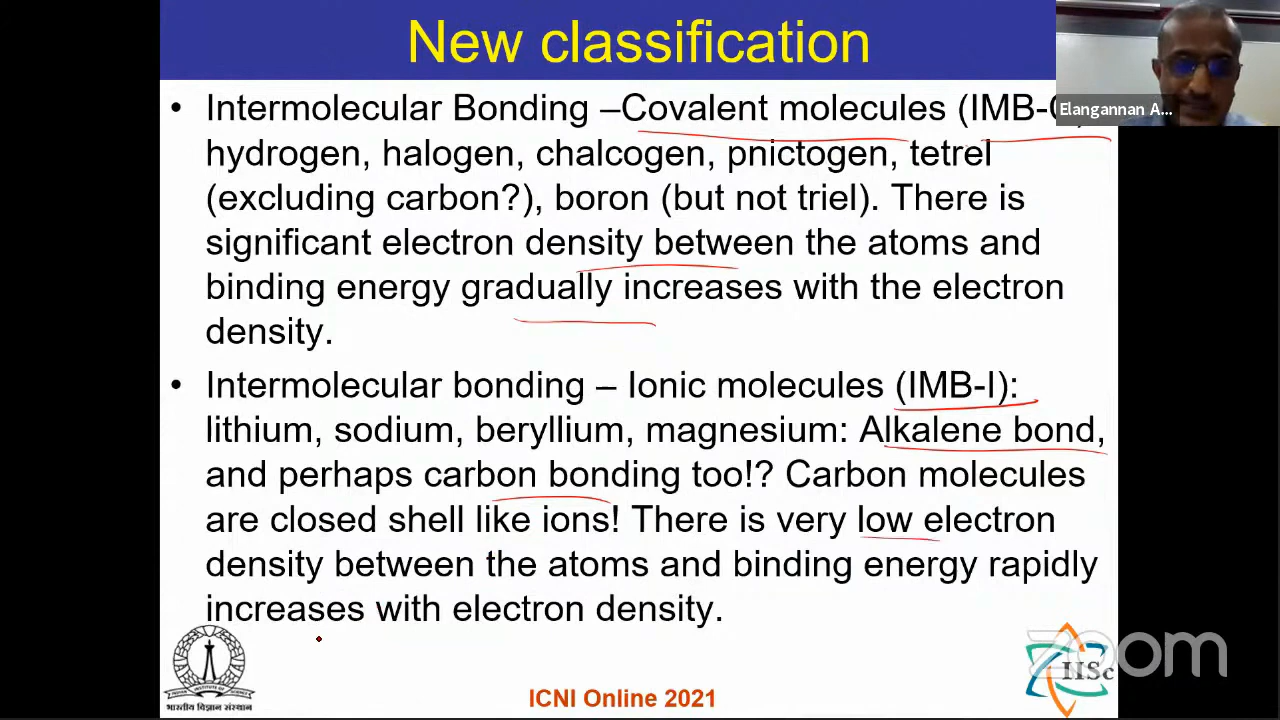 New classification
Elangannan A...
• Intermolecular Bonding –Covalent molecules (IMB-
hydrogen, halogen, chalcogen, pnictogen, tetrel
(excluding carbon?), boron (but not triel). There is
significant electron density between the atoms and
binding energy gradually increases with the electron
density.
• Intermolecular bonding – Ionic molecules (IMB-I):
lithium, sodium, beryllium, magnesium: Alkalene bond,
and perhaps carbon bonding too!? Carbon molecules
are closed shell like ions! There is very low electron
density between the atoms and binding energy rapidly
increases with electron density.
भारतीय विज्ञान संस्थान
ICNI Online 2021
IISc
zoom